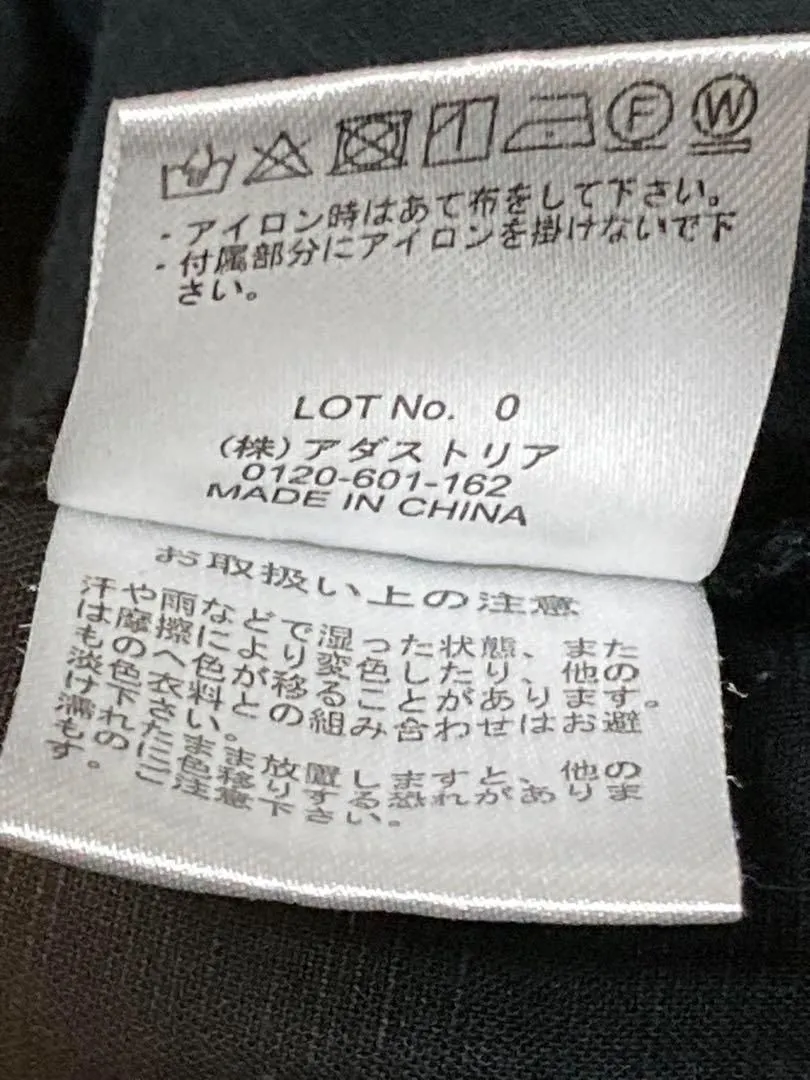 F W
・アイロン時はあて布をして下さい。
・付属部分にアイロンを掛けないで下
さい。
LOT No. 0
(株)アダストリア
0120-601-162
MADE IN CHINA
お取扱い上の注意
汗や雨などで湿った状態、また
は摩擦により変色したり、他の
ものへ色が移ることがあります。
淡色衣料との組み合わせはお避
け下さい。
濡れたまま放置しますと、他の
ものに色移りする恐れがありま
す。ご注意下さい。